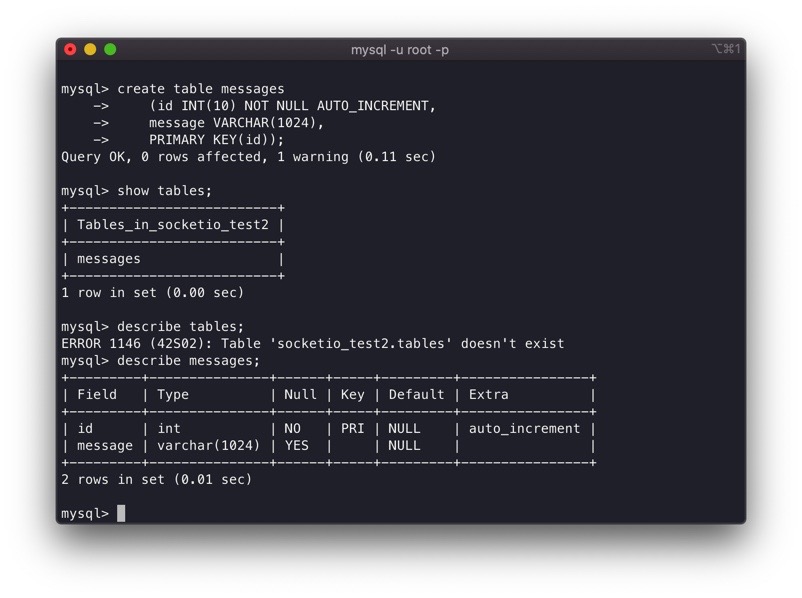 mysql -u root -p
⌥⌘1
mysql> create table messages
    ->     (id INT(10) NOT NULL AUTO_INCREMENT,
    ->     message VARCHAR(1024),
    ->     PRIMARY KEY(id));
Query OK, 0 rows affected, 1 warning (0.11 sec)
mysql> show tables;
+--------------------------+
| Tables_in_socketio_test2 |
+--------------------------+
| messages                 |
+--------------------------+
1 row in set (0.00 sec)
mysql> describe tables;
ERROR 1146 (42S02): Table 'socketio_test2.tables' doesn't exist
mysql> describe messages;
+---------+---------------+------+-----+---------+----------------+
| Field   | Type          | Null | Key | Default | Extra          |
+---------+---------------+------+-----+---------+----------------+
| id      | int           | NO   | PRI | NULL    | auto_increment |
| message | varchar(1024) | YES  |     | NULL    |                |
+---------+---------------+------+-----+---------+----------------+
2 rows in set (0.01 sec)
mysql>